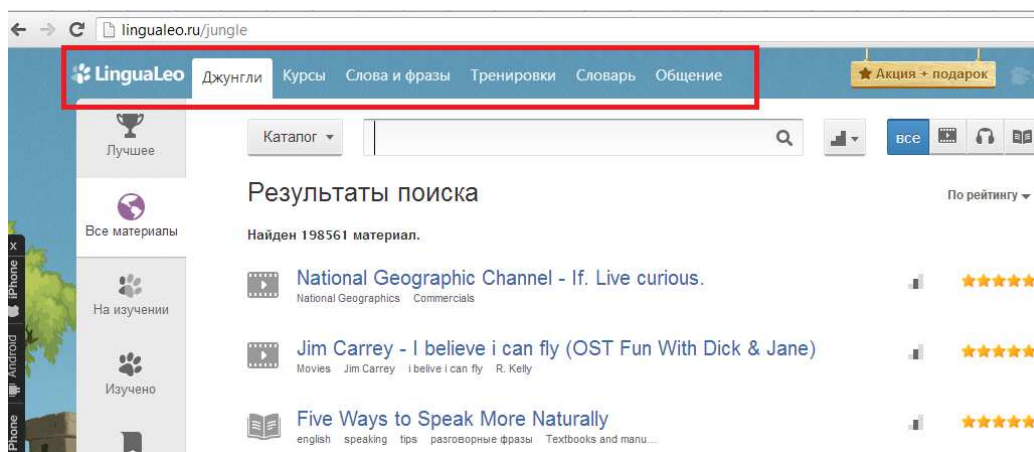 lingualeo.ru/jungle
LinguaLeo Джунгли Курсы Слова и фразы Тренировки Словарь Общение Акция + подарок
Лучшее Каталог все
Результаты поиска
По рейтингу
Все материалы
Найден 198561 материал.
National Geographic Channel - If. Live curious.
National Geographics Commercials
На изучении
Jim Carrey - I believe i can fly (OST Fun With Dick & Jane)
Movies Jim Carrey i belive i can fly R. Kelly
Изучено
Five Ways to Speak More Naturally
english speaking tips разговорные фразы Textbooks and manu...
x
iPhone
Android
Phone